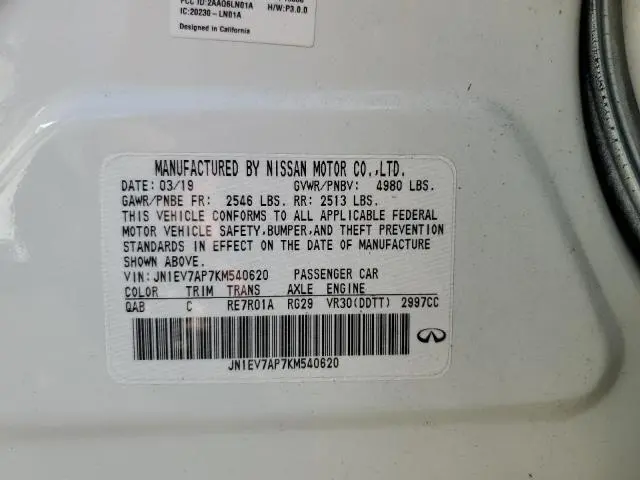 FCC ID:2AAO6LN01A
IC:20230-LN01A H/W:P3.0.0
Designed in California
MANUFACTURED BY NISSAN MOTOR CO.,LTD.
DATE: 03/19 GVWR/PNBV: 4980 LBS.
GAWR/PNBE FR: 2546 LBS. RR: 2513 LBS.
THIS VEHICLE CONFORMS TO ALL APPLICABLE FEDERAL
MOTOR VEHICLE SAFETY,BUMPER,AND THEFT PREVENTION
STANDARDS IN EFFECT ON THE DATE OF MANUFACTURE
SHOWN ABOVE.
VIN: JN1EV7AP7KM540620 PASSENGER CAR
COLOR TRIM TRANS AXLE ENGINE
QAB C RE7R01A RG29 VR30(DDTT) 2997CC
JN1EV7AP7KM540620